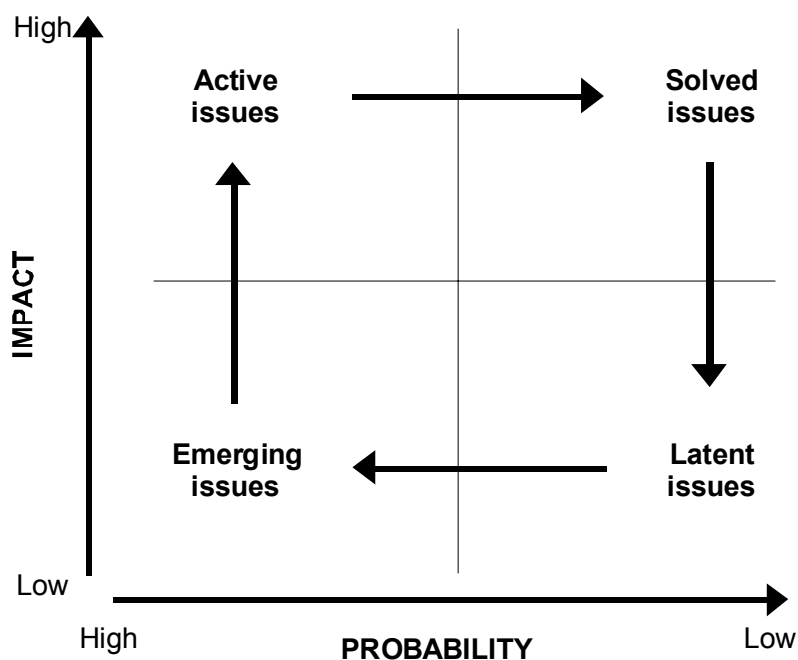 High
Active
issues
Solved
issues
IMPACT
Emerging
issues
Latent
issues
Low
High
PROBABILITY
Low